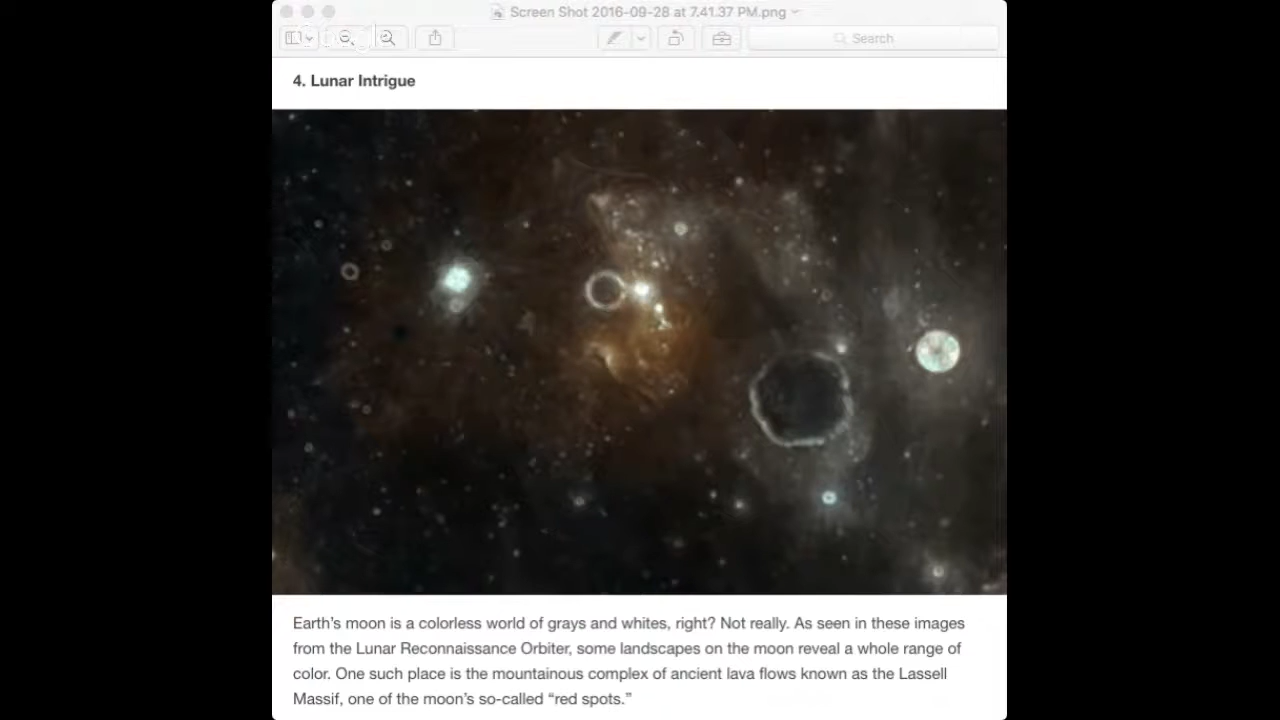 Screen Shot 2016-09-28 at 7.41.37 PM.png
Search
4. Lunar Intrigue
Earth’s moon is a colorless world of grays and whites, right? Not really. As seen in these images
from the Lunar Reconnaissance Orbiter, some landscapes on the moon reveal a whole range of
color. One such place is the mountainous complex of ancient lava flows known as the Lassell
Massif, one of the moon’s so-called “red spots.”